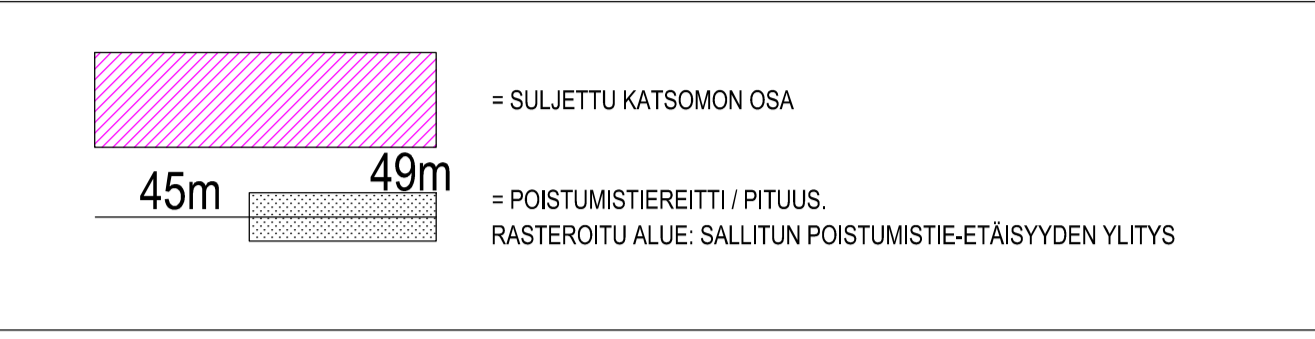 = SULJETTU KATSOMON OSA
45m
49m
= POISTUMISTIEREITTI / PITUUS.
RASTEROITU ALUE: SALLITUN POISTUMISTIE-ETÄISYYDEN YLITYS